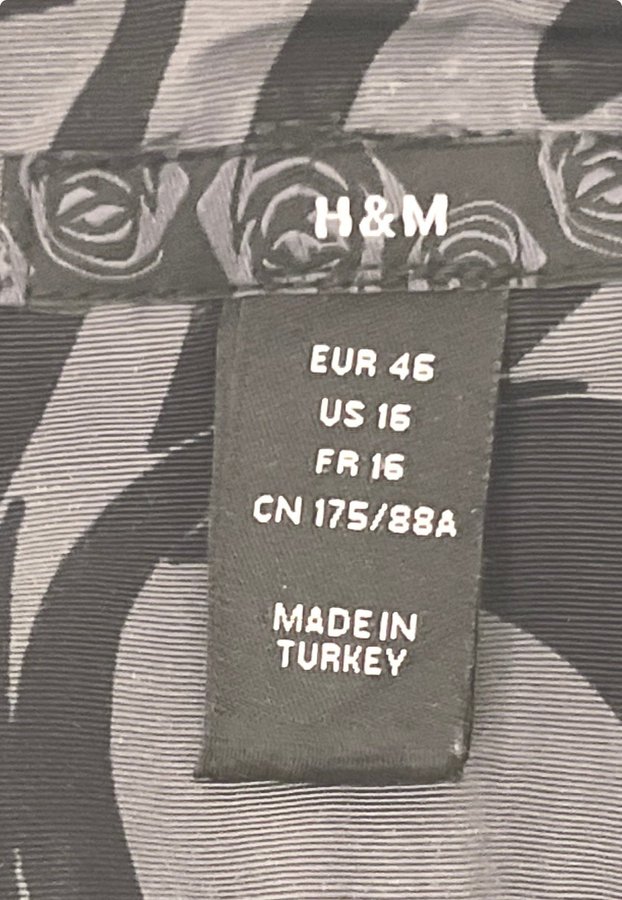 H&M
EUR 46
US 16
FR 16
CN 175/88A
MADE IN
TURKEY